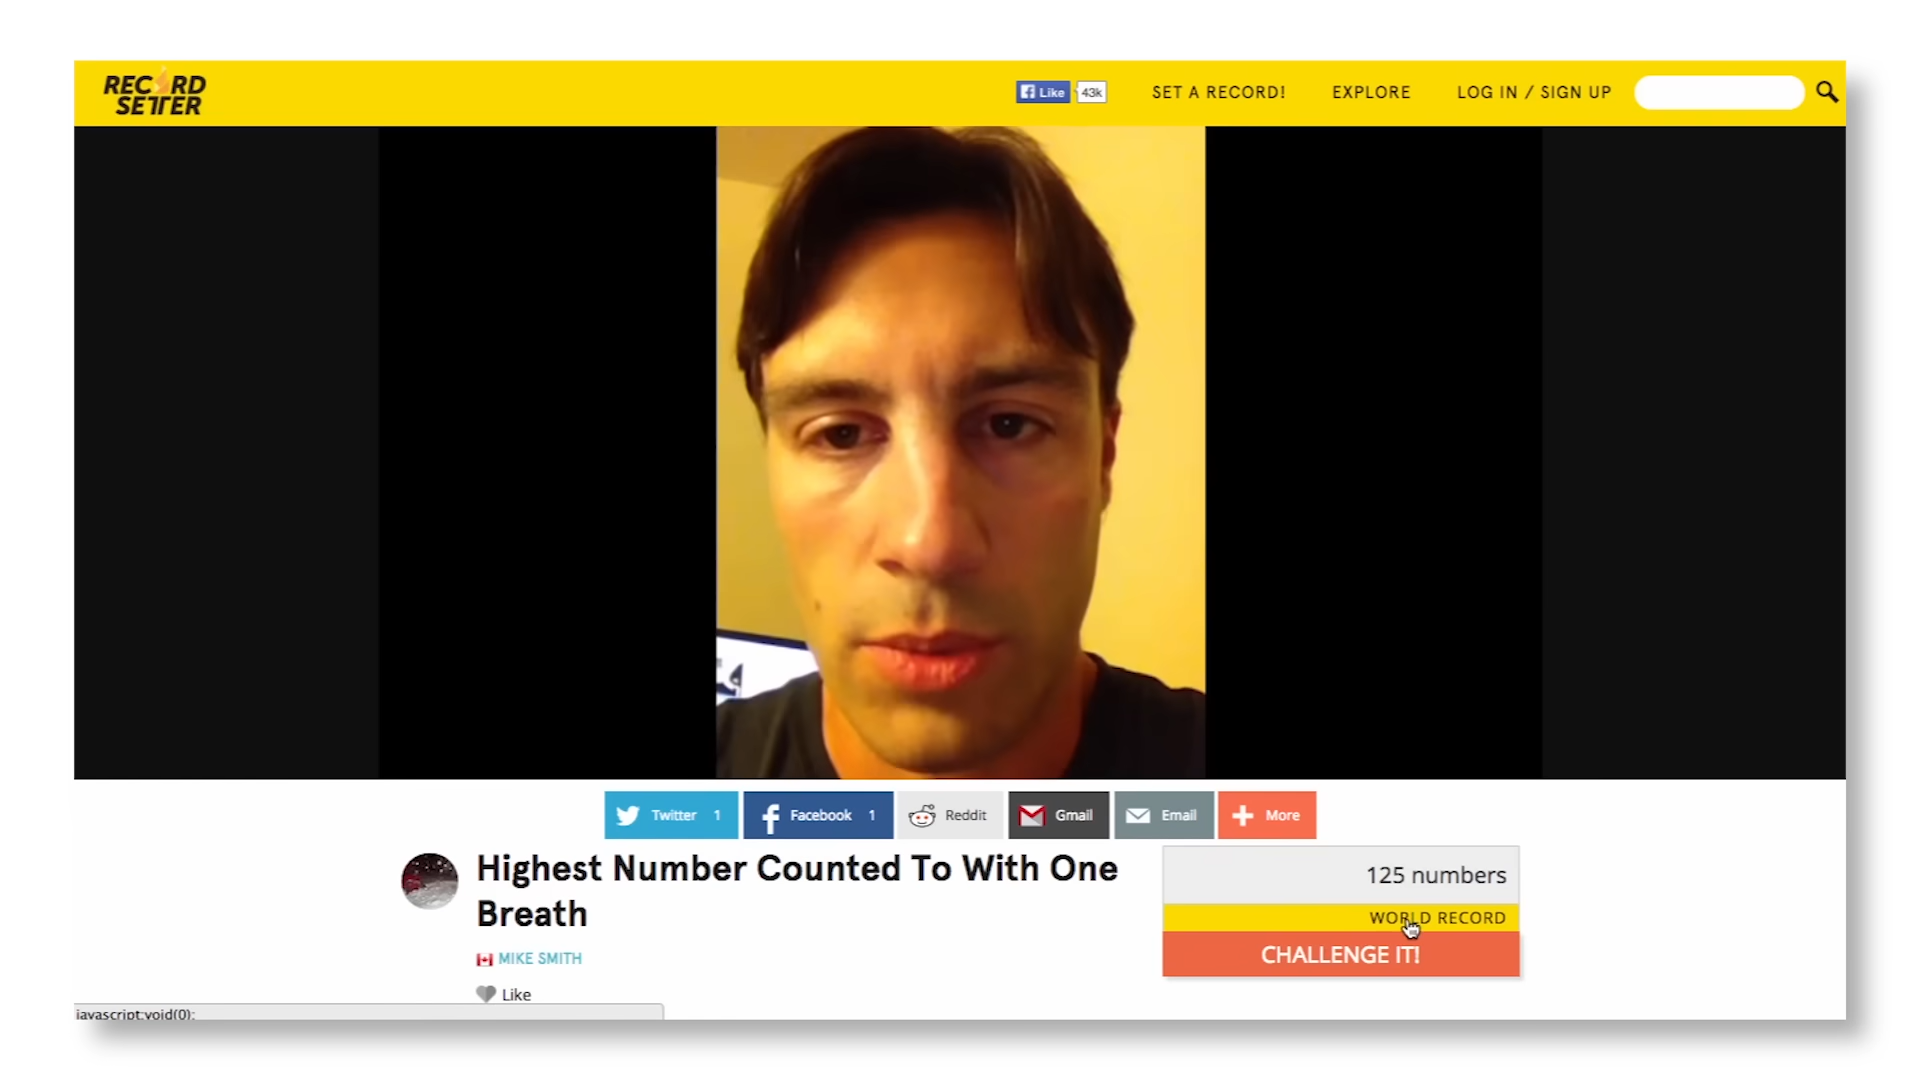 RECORD
SETTER
Like
43k
SET A RECORD!
EXPLORE
LOG IN / SIGN UP
Twitter 1
Facebook 1
Reddit
Gmail
Email
More
Highest Number Counted To With One
Breath
MIKE SMITH
Like
125 numbers
WORLD RECORD
CHALLENGE IT!
javascript:void(0);